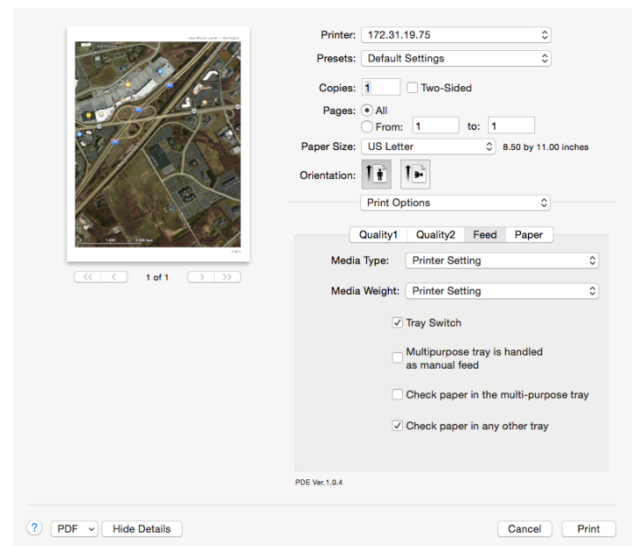 Printer: 172.31.19.75
Presets: Default Settings
Copies: 1 Two-Sided
Pages: All
From: 1 to: 1
Paper Size: US Letter 8.50 by 11.00 inches
Orientation:
Print Options
Quality1 Quality2 Feed Paper
Media Type: Printer Setting
Media Weight: Printer Setting
Tray Switch
Multipurpose tray is handled
as manual feed
Check paper in the multi-purpose tray
Check paper in any other tray
PDE Ver.1.0.4
<< < 1 of 1 > >>
? PDF Hide Details Cancel Print